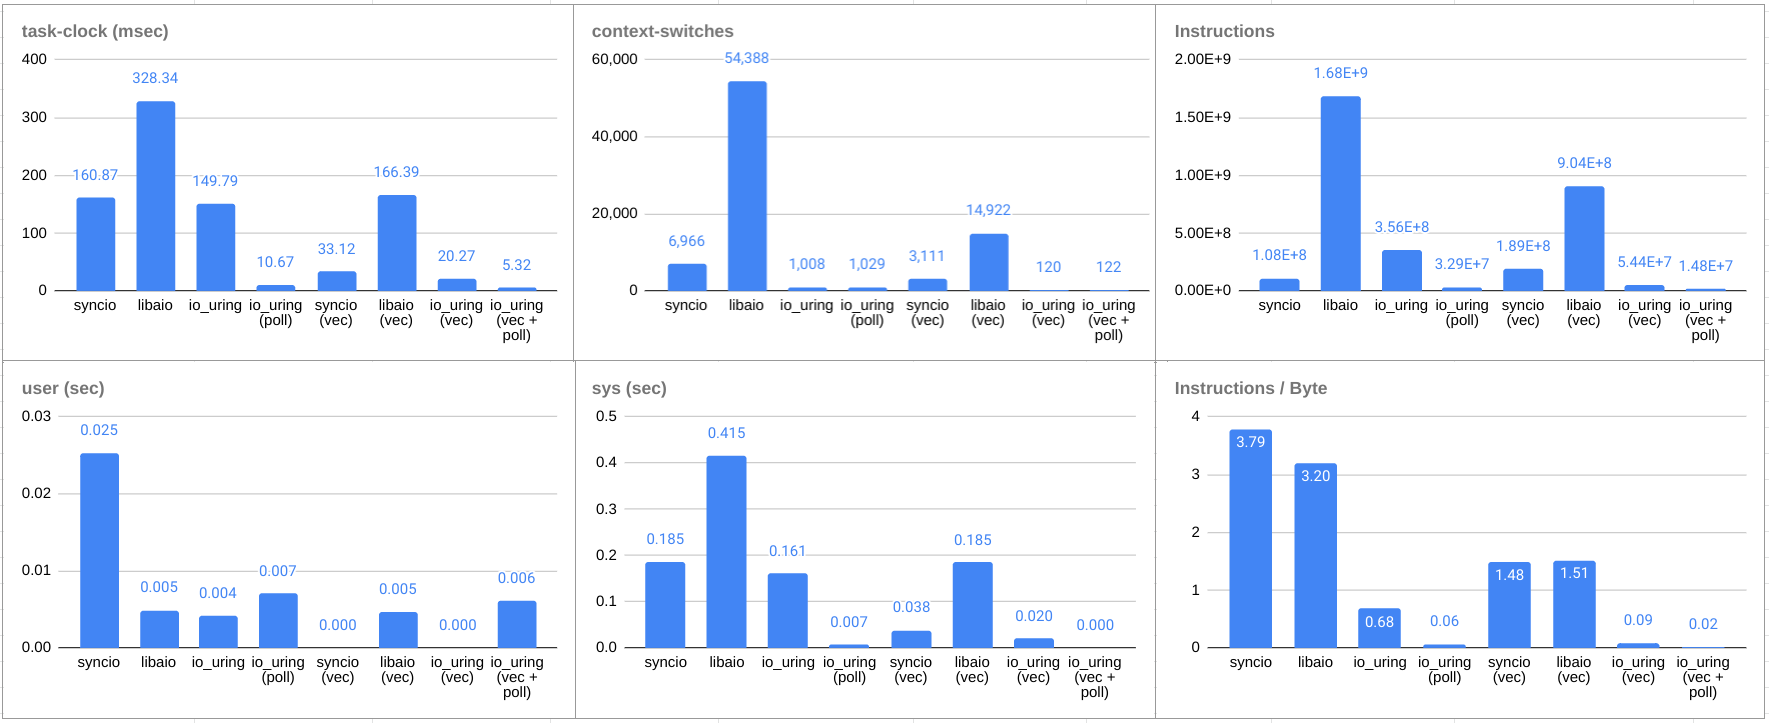 task-clock (msec)
400
300
200
100
0
328.34
160.87
149.79
10.67
33.12
166.39
20.27
5.32
syncio
libaio
io_uring
io_uring (poll)
syncio (vec)
libaio (vec)
io_uring (vec)
io_uring (vec + poll)
context-switches
60,000
40,000
20,000
0
54,388
6,966
1,008
1,029
3,111
14,922
120
122
syncio
libaio
io_uring
io_uring (poll)
syncio (vec)
libaio (vec)
io_uring (vec)
io_uring (vec + poll)
Instructions
2.00E+9
1.50E+9
1.00E+9
5.00E+8
0.00E+0
1.08E+8
1.68E+9
3.56E+8
3.29E+7
1.89E+8
9.04E+8
5.44E+7
1.48E+7
syncio
libaio
io_uring
io_uring (poll)
syncio (vec)
libaio (vec)
io_uring (vec)
io_uring (vec + poll)
user (sec)
0.03
0.02
0.01
0.00
0.025
0.005
0.004
0.007
0.000
0.005
0.000
0.006
syncio
libaio
io_uring
io_uring (poll)
syncio (vec)
libaio (vec)
io_uring (vec)
io_uring (vec + poll)
sys (sec)
0.5
0.4
0.3
0.2
0.1
0.0
0.185
0.415
0.161
0.007
0.038
0.185
0.020
0.000
syncio
libaio
io_uring
io_uring (poll)
syncio (vec)
libaio (vec)
io_uring (vec)
io_uring (vec + poll)
Instructions / Byte
4
3
2
1
0
3.79
3.20
0.68
0.06
1.48
1.51
0.09
0.02
syncio
libaio
io_uring
io_uring (poll)
syncio (vec)
libaio (vec)
io_uring (vec)
io_uring (vec + poll)